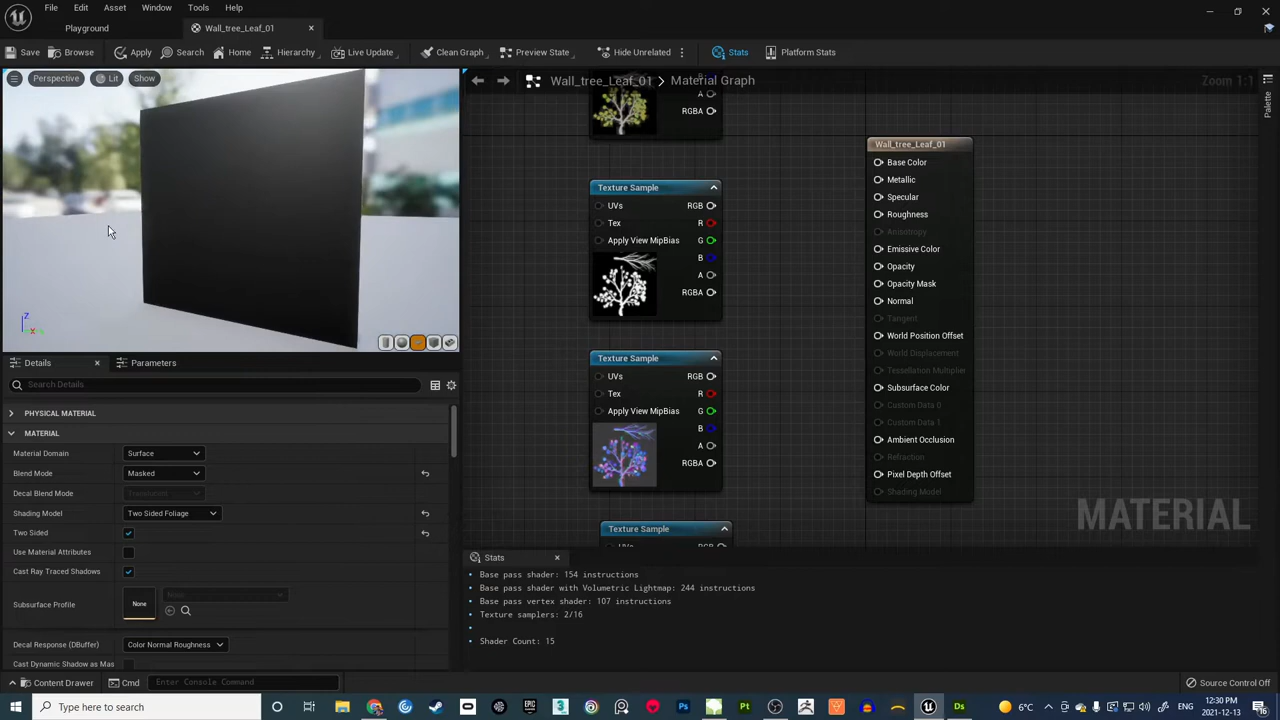 File Edit Asset Window Tools Help
Playground Wall_tree_Leaf_01
Save Browse Apply Search Home Hierarchy Live Update Clean Graph Preview State Hide Unrelated Stats Platform Stats
Perspective Lit Show
Wall_tree_Leaf_01 > Material Graph
Zoom 1:1
Palette
A
RGBA
Texture Sample
UVs RGB
Tex R
Apply View MipBias G
B
A
RGBA
Texture Sample
UVs RGB
Tex R
Apply View MipBias G
B
A
RGBA
Texture Sample
UVs RGB
Wall_tree_Leaf_01
Base Color
Metallic
Specular
Roughness
Anisotropy
Emissive Color
Opacity
Opacity Mask
Normal
Tangent
World Position Offset
World Displacement
Tessellation Multiplier
Subsurface Color
Custom Data 0
Custom Data 1
Ambient Occlusion
Refraction
Pixel Depth Offset
Shading Model
MATERIAL
Z
X
Details Parameters
Search Details
PHYSICAL MATERIAL
MATERIAL
Material Domain Surface
Blend Mode Masked
Decal Blend Mode Translucent
Shading Model Two Sided Foliage
Two Sided
Use Material Attributes
Cast Ray Traced Shadows
Subsurface Profile None None
Decal Response (DBuffer) Color Normal Roughness
Cast Dynamic Shadow as Mas
Stats
Base pass shader: 154 instructions
Base pass shader with Volumetric Lightmap: 244 instructions
Base pass vertex shader: 107 instructions
Texture samplers: 2/16
Shader Count: 15
Content Drawer Cmd Enter Console Command Source Control Off
Type here to search
EPIC
3
Ps
Pt
Ds
6°C
12:30 PM
2021-12-13